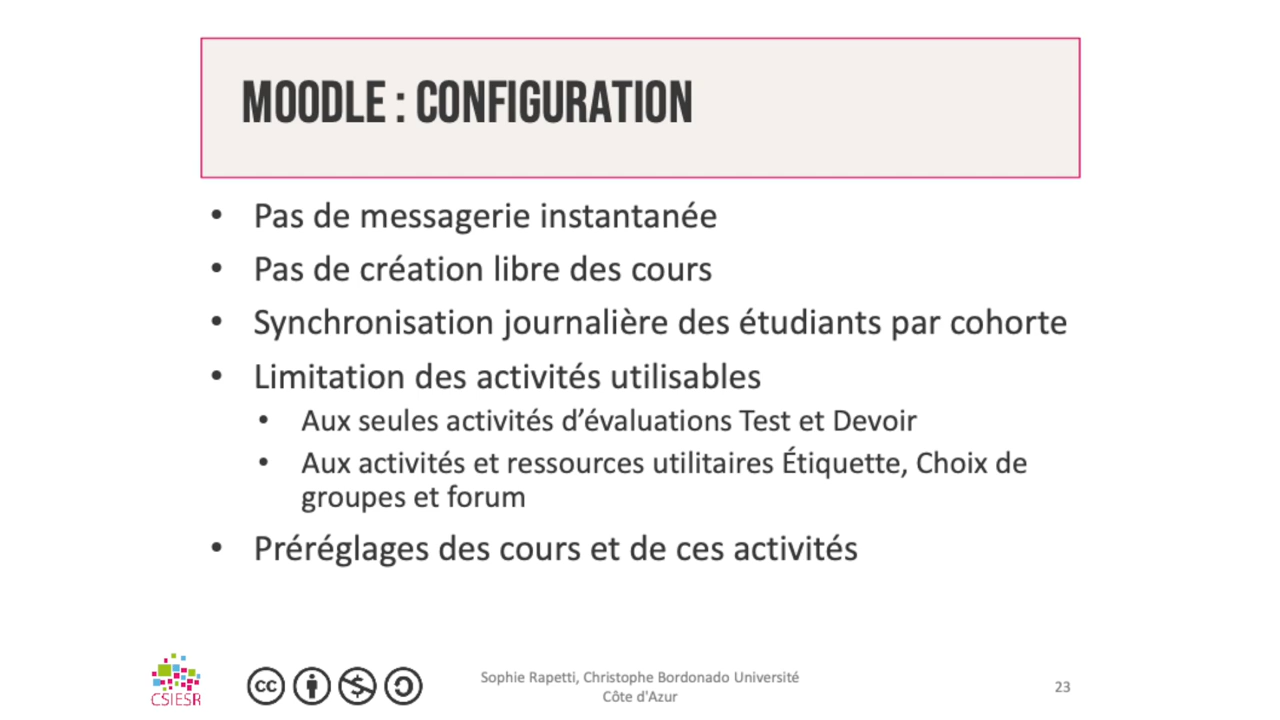 MOODLE : CONFIGURATION
• Pas de messagerie instantanée
• Pas de création libre des cours
• Synchronisation journalière des étudiants par cohorte
• Limitation des activités utilisables
• Aux seules activités d’évaluations Test et Devoir
• Aux activités et ressources utilitaires Étiquette, Choix de
groupes et forum
• Préréglages des cours et de ces activités
CSIESR
cc
Sophie Rapetti, Christophe Bordonado Université
Côte d'Azur
23